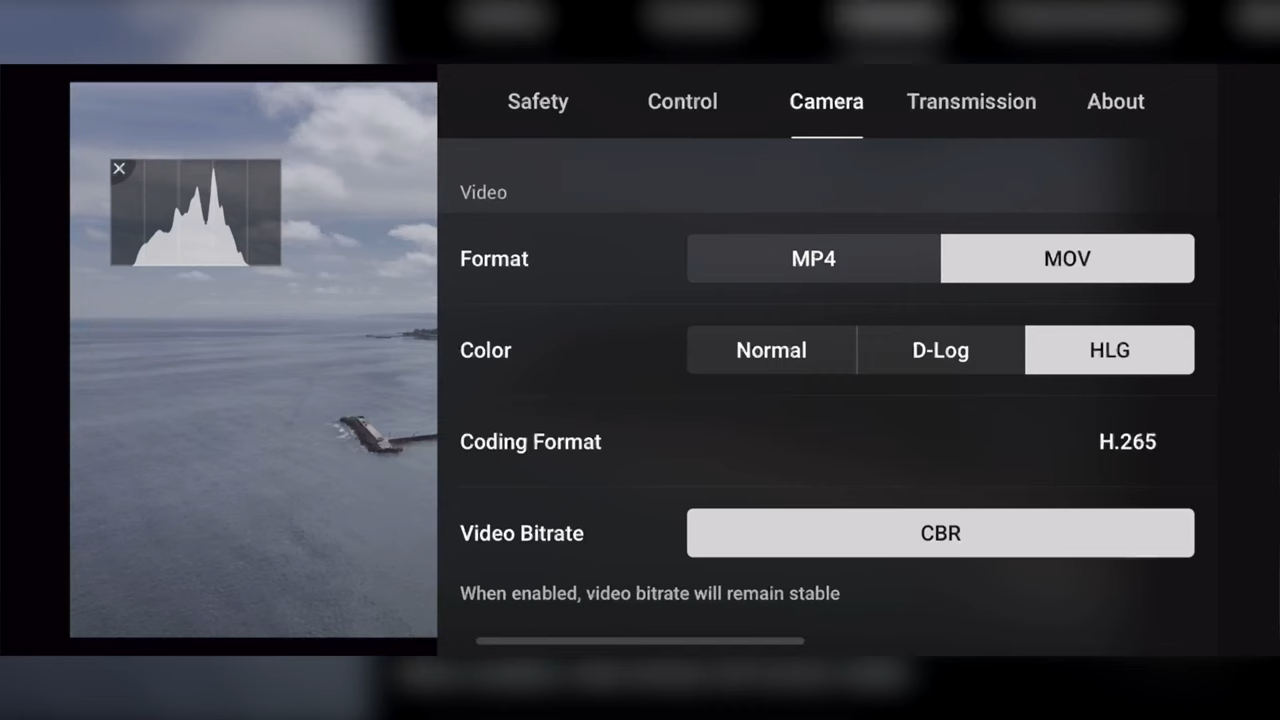 Safety Control Camera Transmission About
Video
Format MP4 MOV
Color Normal D-Log HLG
Coding Format H.265
Video Bitrate CBR
When enabled, video bitrate will remain stable